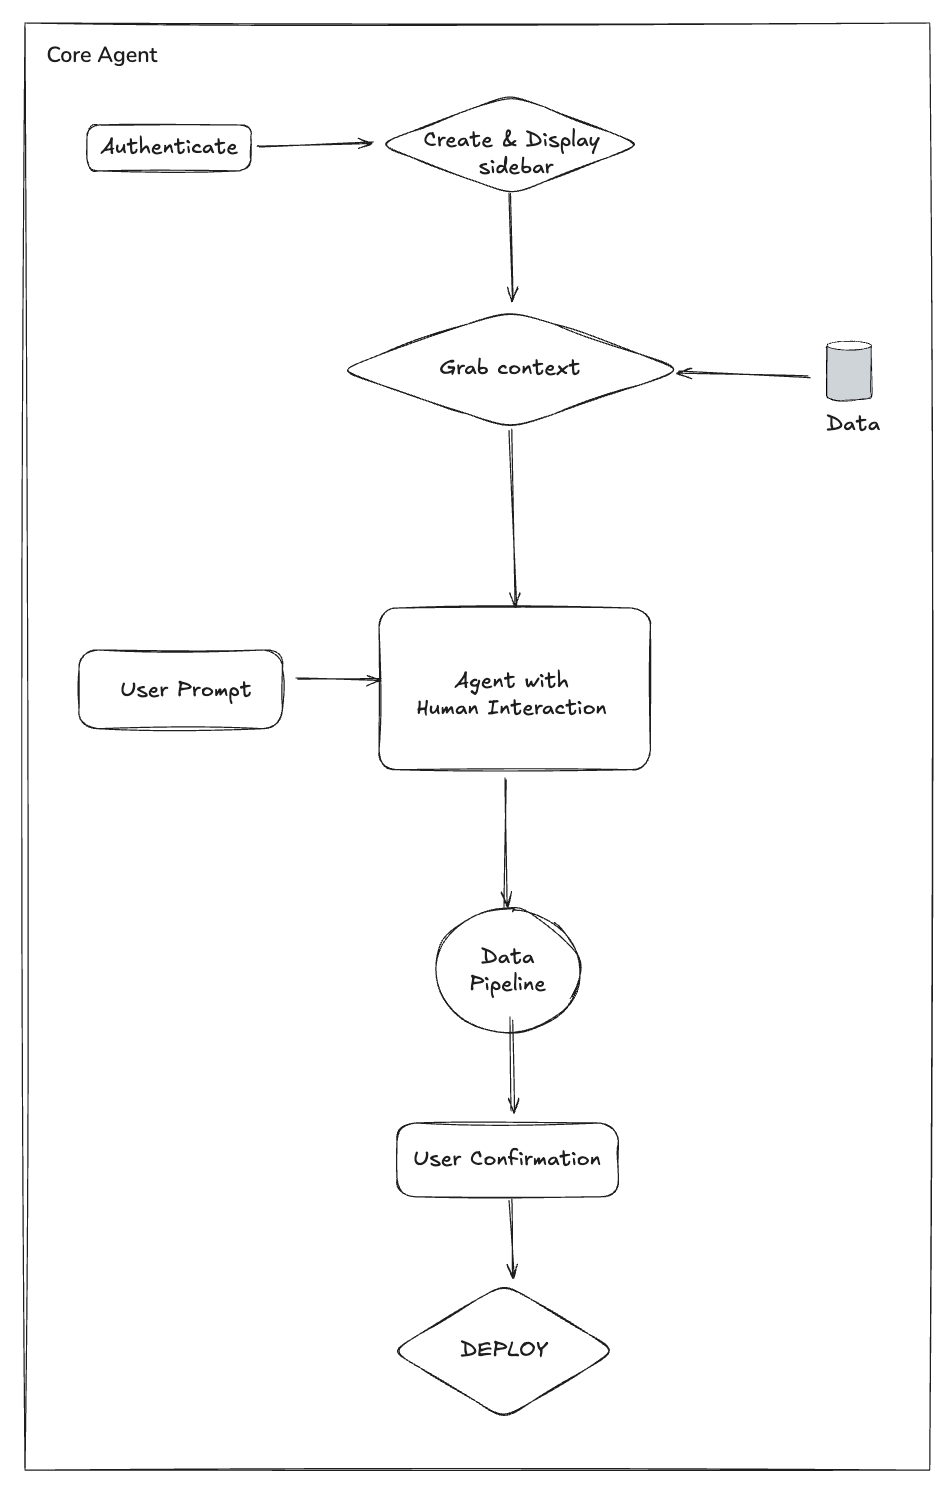 Core Agent
Authenticate
Create & Display
sidebar
Grab context
Data
User Prompt
Agent with
Human Interaction
Data
Pipeline
User Confirmation
DEPLOY